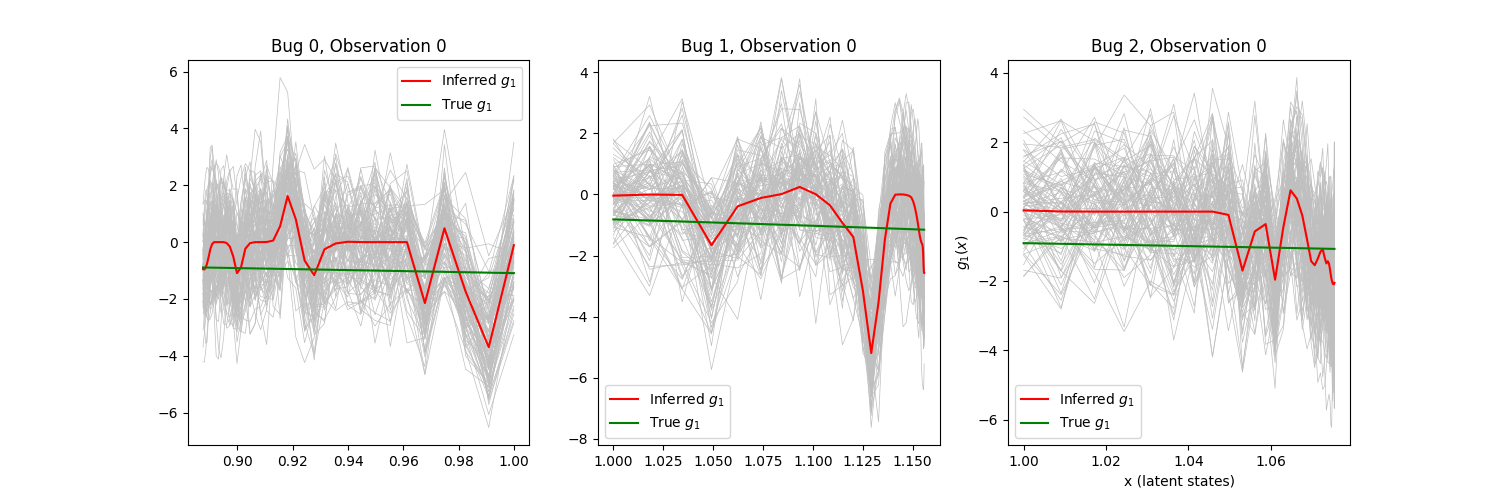 Bug 0, Observation 0
6
4
2
0
−2
−4
−6
0.90 0.92 0.94 0.96 0.98 1.00
Inferred g₁
True g₁
Bug 1, Observation 0
4
2
0
−2
−4
−6
−8
1.000 1.025 1.050 1.075 1.100 1.125 1.150
Inferred g₁
True g₁
Bug 2, Observation 0
g₁(x)
4
2
0
−2
−4
−6
1.00 1.02 1.04 1.06
x (latent states)
Inferred g₁
True g₁